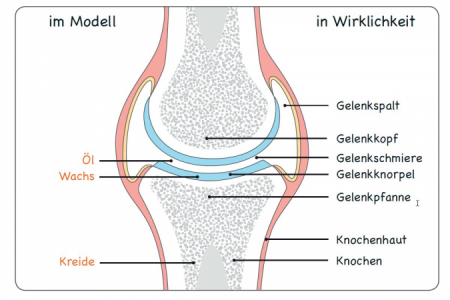 im Modell
in Wirklichkeit
Gelenkspalt
Gelenkkopf
Öl
Gelenkschmiere
Wachs
Gelenkknorpel
Gelenkpfanne
Knochenhaut
Kreide
Knochen